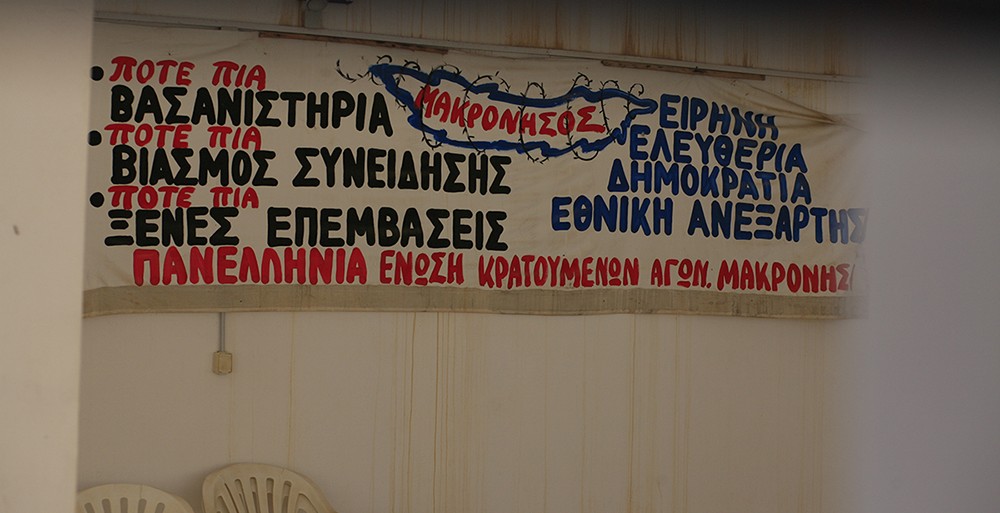 • ΠΟΤΕ ΠΙΑ
ΒΑΣΑΝΙΣΤΗΡΙΑ
• ΠΟΤΕ ΠΙΑ
ΒΙΑΣΜΟΣ ΣΥΝΕΙΔΗΣΗΣ
• ΠΟΤΕ ΠΙΑ
ΞΕΝΕΣ ΕΠΕΜΒΑΣΕΙΣ
ΜΑΚΡΟΝΗΣΟΣ
ΕΙΡΗΝΗ
ΕΛΕΥΘΕΡΙΑ
ΔΗΜΟΚΡΑΤΙΑ
ΕΘΝΙΚΗ ΑΝΕΞΑΡΤΗΣ
ΠΑΝΕΛΛΗΝΙΑ ΕΝΩΣΗ ΚΡΑΤΟΥΜΕΝΩΝ ΑΓΩΝ. ΜΑΚΡΟΝΗΣ